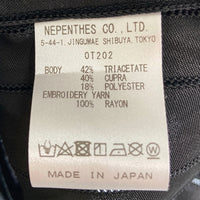 NEPENTHES CO., LTD.
5-44-1, JINGUMAE SHIBUYA, TOKYO
OT202
BODY 42% TRIACETATE
40% CUPRA
18% POLYESTER
EMBROIDERY YARN
100% RAYON
MADE IN JAPAN